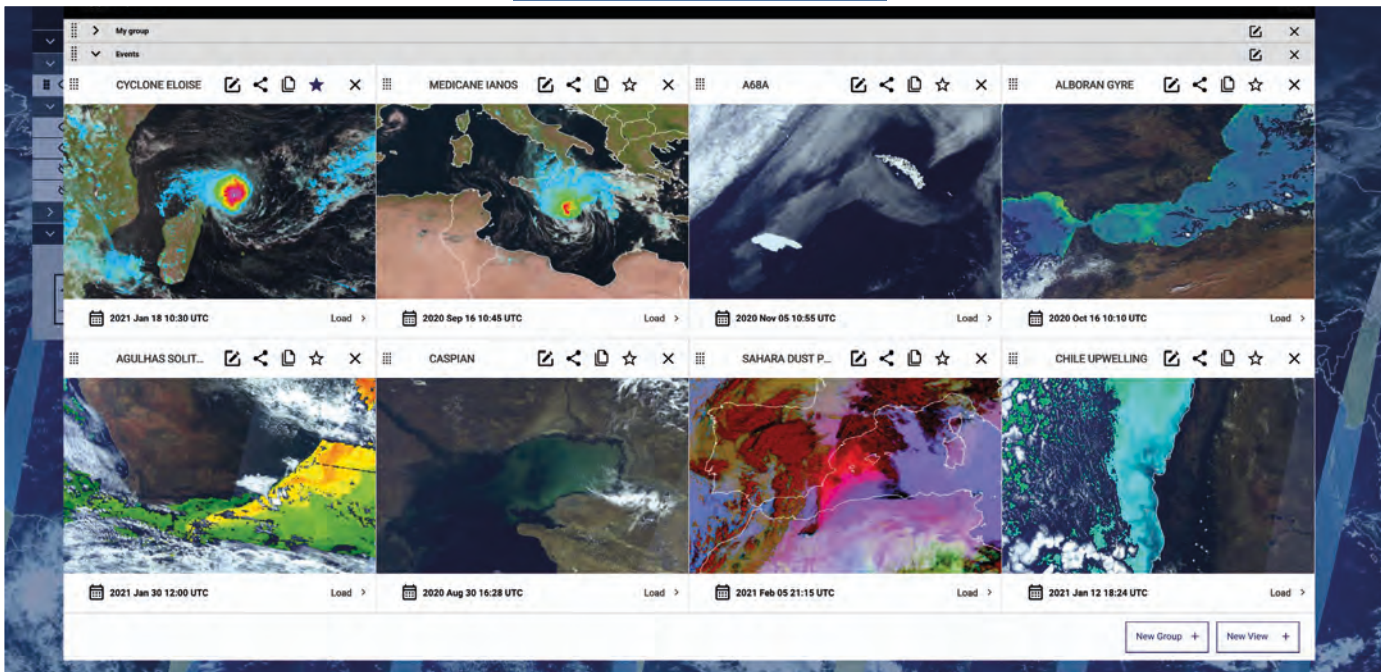 My group
Events
CYCLONE ELOISE
MEDICANE IANOS
A68A
ALBORAN GYRE
2021 Jan 18 10:30 UTC
Load
2020 Sep 16 10:45 UTC
Load
2020 Nov 05 10:55 UTC
Load
2020 Oct 16 10:10 UTC
Load
AGULHAS SOLIT...
CASPIAN
SAHARA DUST P...
CHILE UPWELLING
2021 Jan 30 12:00 UTC
Load
2020 Aug 30 16:28 UTC
Load
2021 Feb 05 21:15 UTC
Load
2021 Jan 12 18:24 UTC
Load
New Group +
New View +